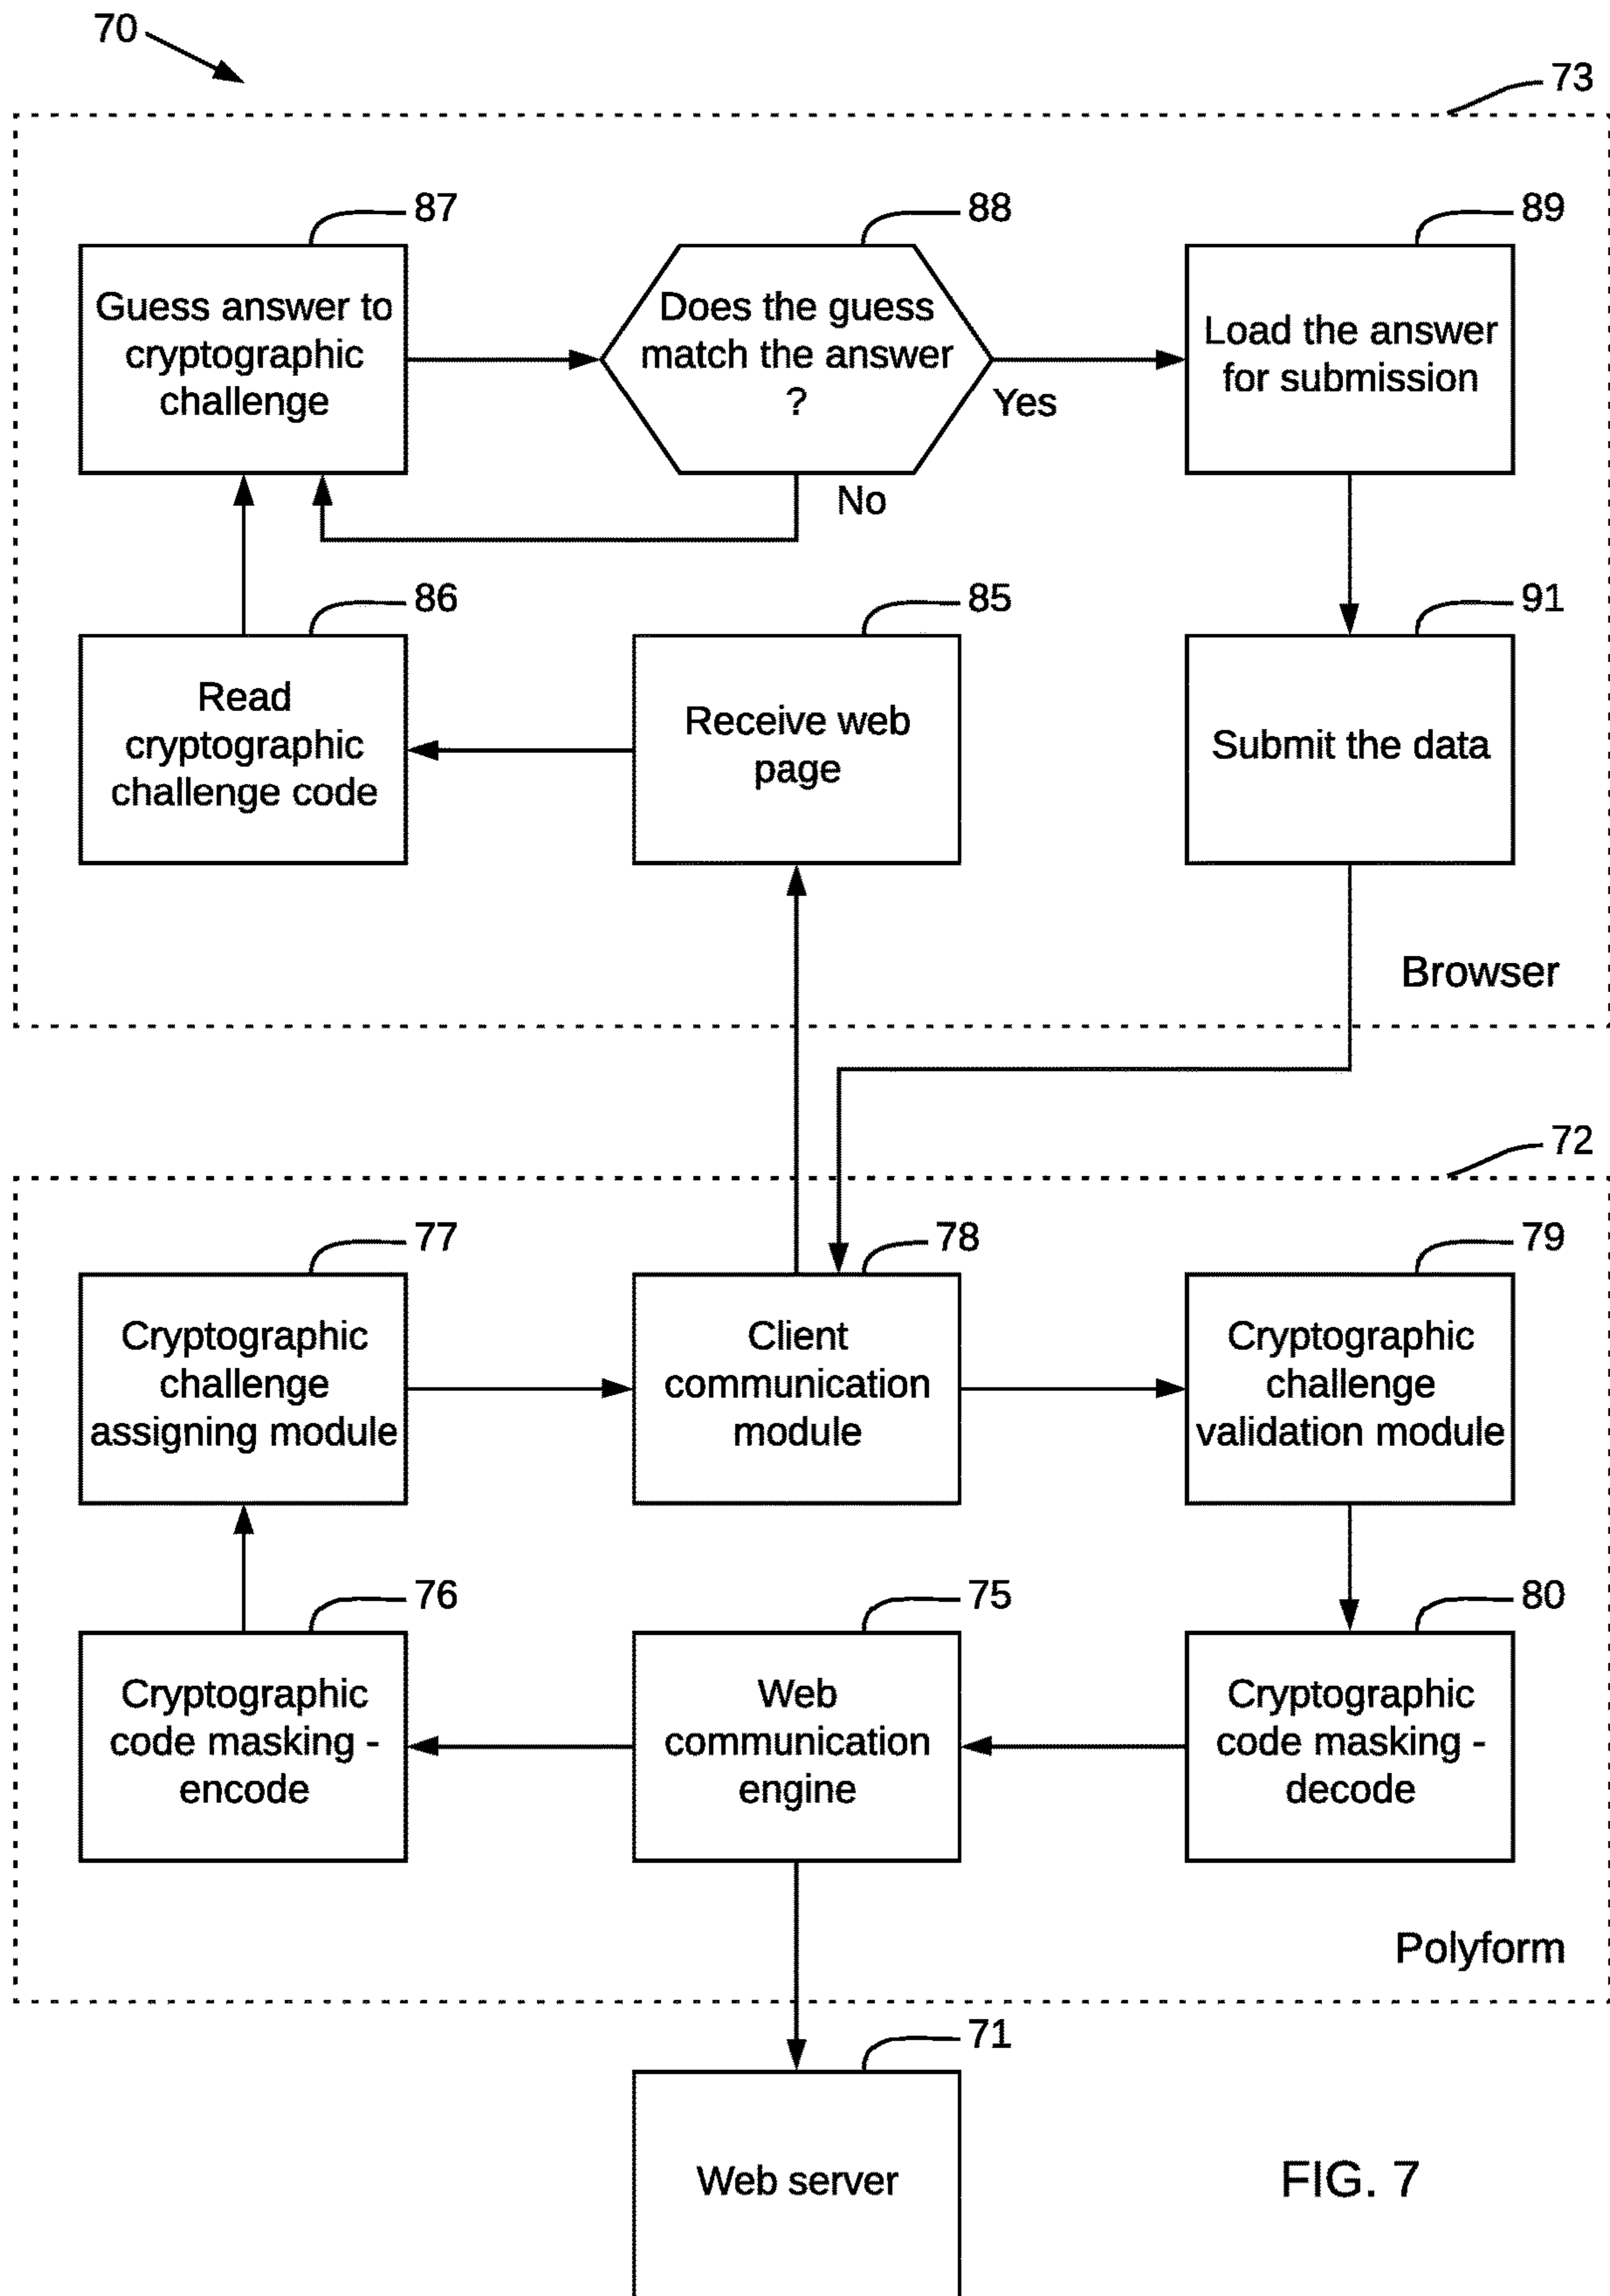 70
73
87
88
89
Guess answer to
cryptographic
challenge
Does the guess
match the answer
?
Load the answer
for submission
Yes
No
86
85
91
Read
cryptographic
challenge code
Receive web
page
Submit the data
Browser
72
77
78
79
Cryptographic
challenge
assigning module
Client
communication
module
Cryptographic
challenge
validation module
76
75
80
Cryptographic
code masking -
encode
Web
communication
engine
Cryptographic
code masking -
decode
Polyform
71
Web server
FIG. 7